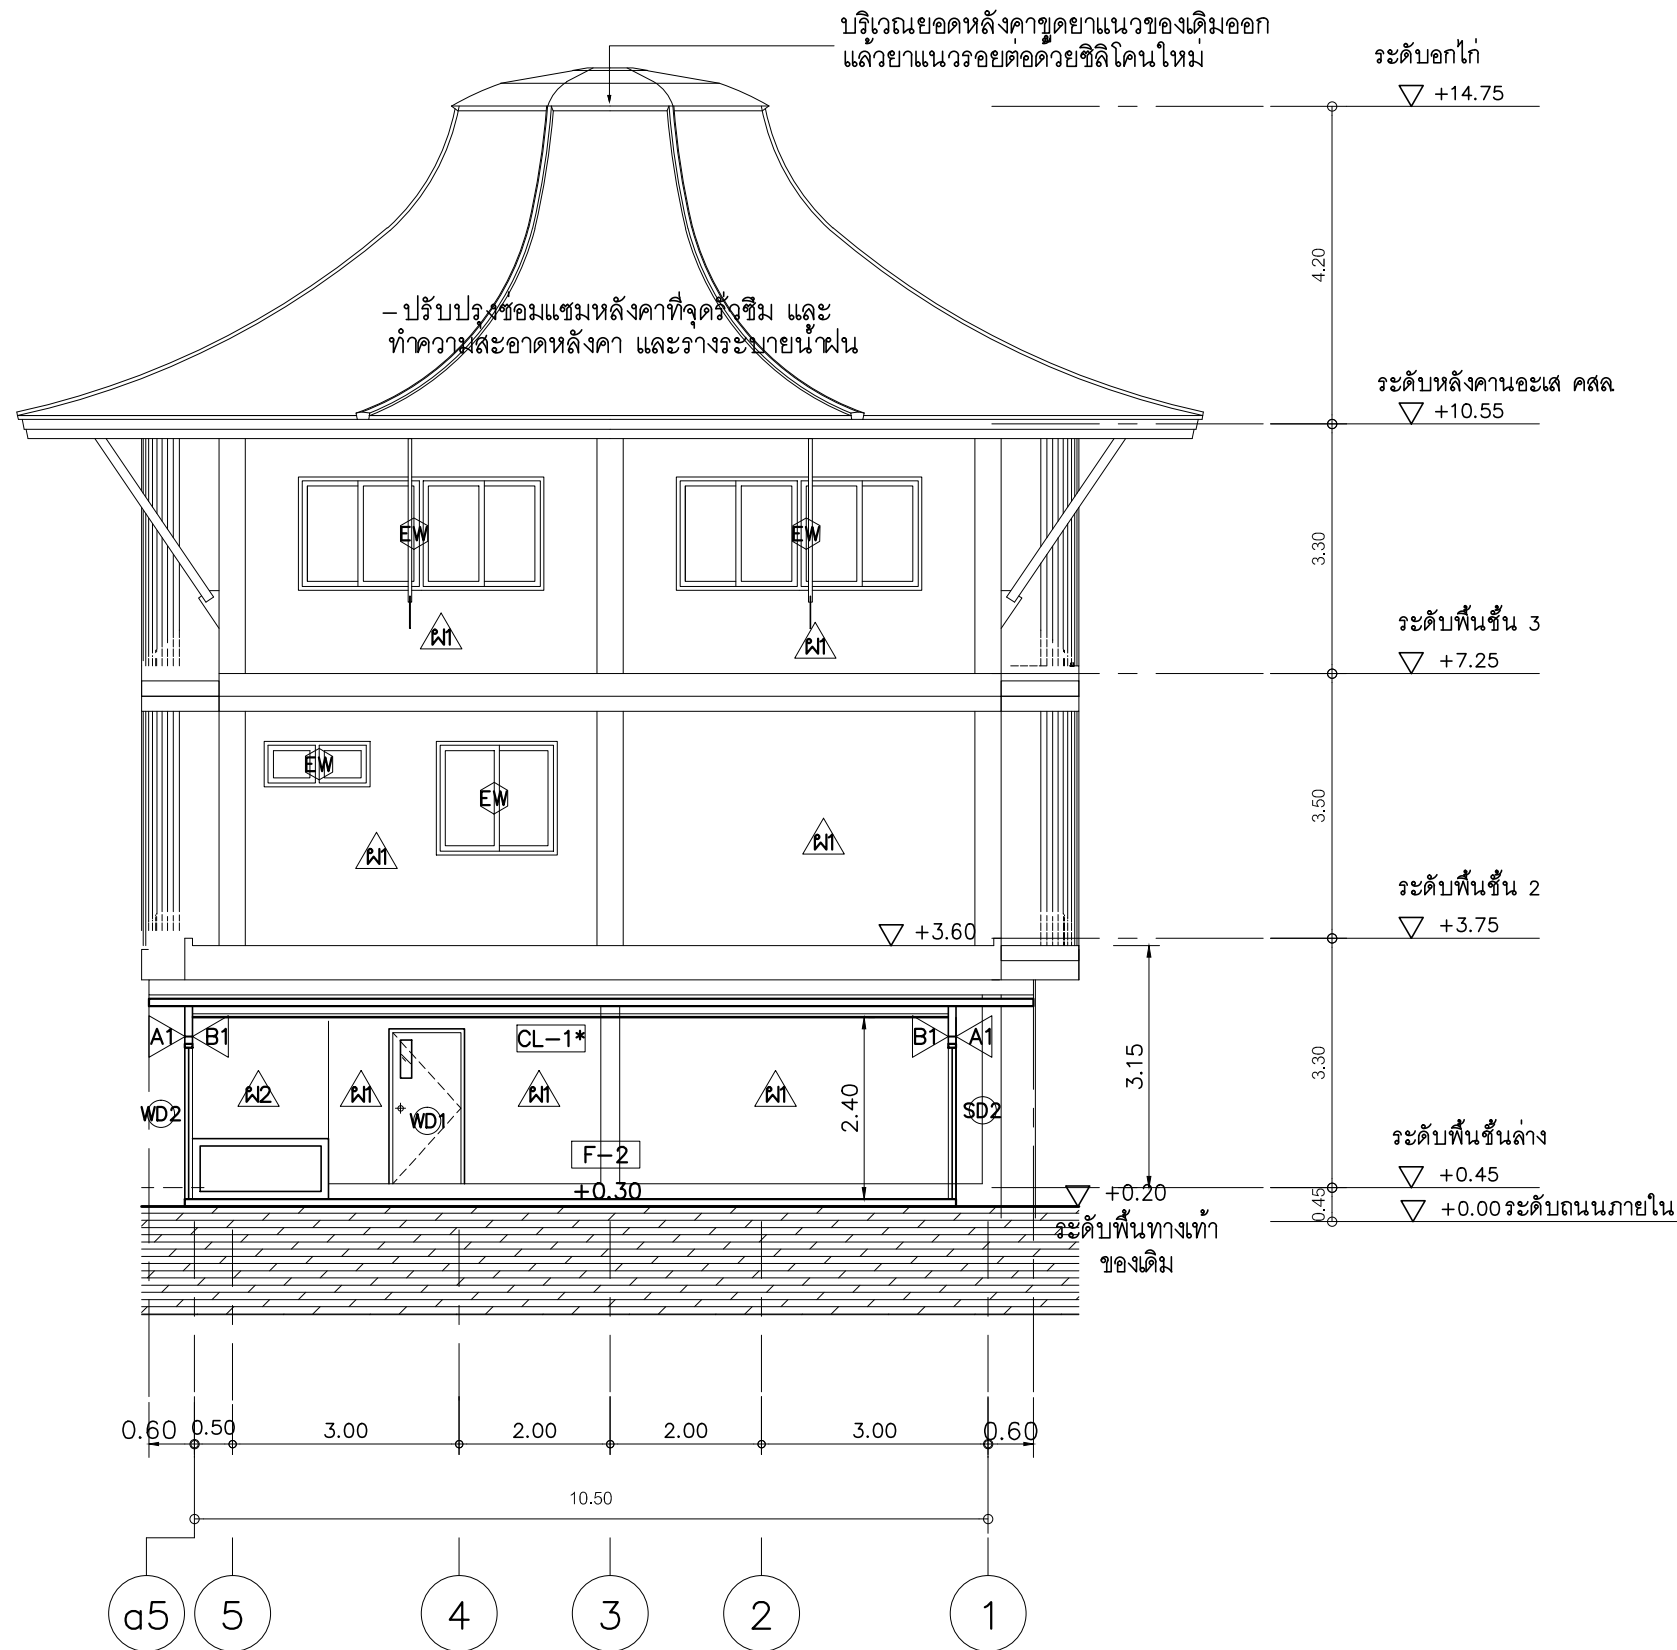 บริเวณยอดหลังคาขูดยาแนวของเดิมออก
แล้วยาแนวรอยต่อด้วยซิลิโคนใหม่
ระดับอกไก่
+14.75
4.20
-ปรับปรุงซ่อมแซมหลังคาที่จุดรั่วซึม และ
ทำความสะอาดหลังคา และรางระบายน้ำฝน
ระดับหลังคานอะเส คสล
+10.55
EW
EW
3.30
ผ1
ผ1
ระดับพื้นชั้น 3
+7.25
EW
EW
3.50
ผ1
ผ1
ระดับพื้นชั้น 2
+3.75
+3.60
A1
B1
CL-1*
B1
A1
3.15
3.30
ผ2
ผ1
ผ1
ผ1
2.40
WD2
WD1
SD2
F-2
ระดับพื้นชั้นล่าง
+0.45
+0.30
+0.20
0.45
+0.00 ระดับถนนภายใน
ระดับพื้นทางเท้า
ของเดิม
0.60
0.50
3.00
2.00
2.00
3.00
0.60
10.50
a5
5
4
3
2
1